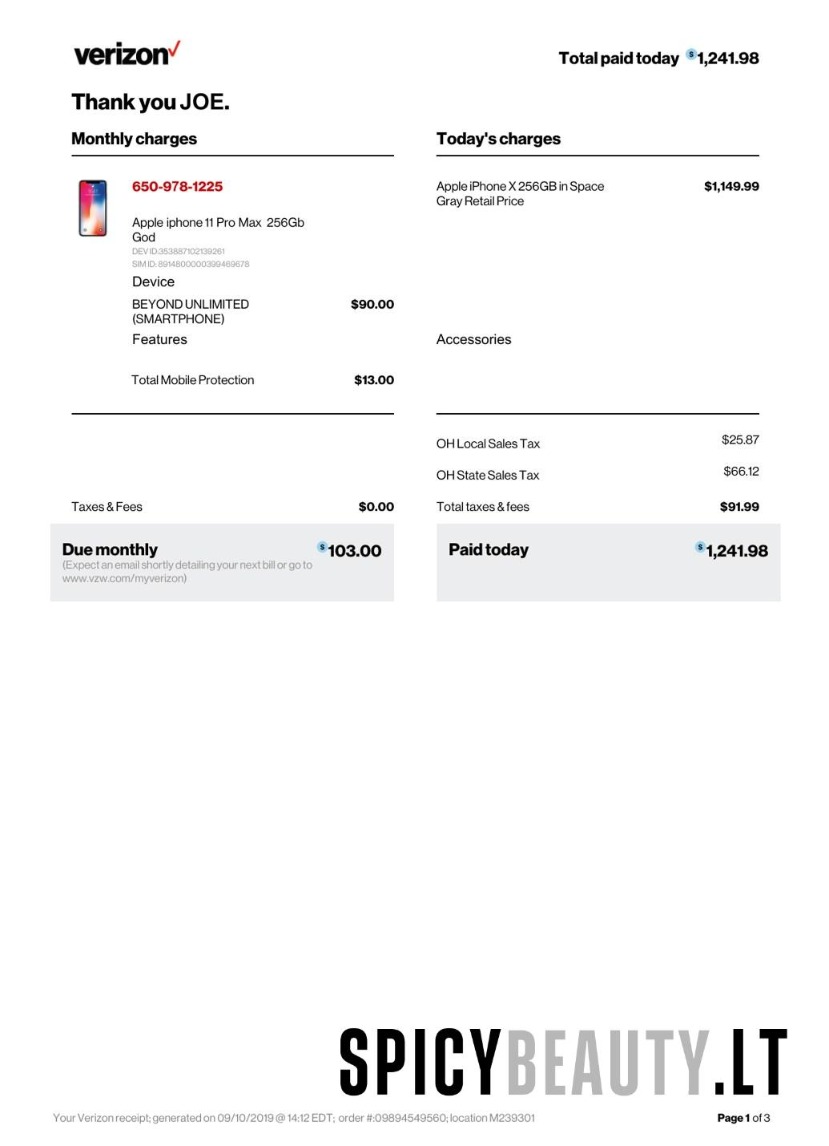 verizon
Total paid today $1,241.98
Thank you JOE.
Monthly charges
650-978-1225
Apple iphone 11 Pro Max 256Gb
God
DEV ID:353887102139261
SIM ID: 8914800000399469678
Device
BEYOND UNLIMITED $90.00
(SMARTPHONE)
Features
Total Mobile Protection $13.00
Taxes & Fees $0.00
Due monthly $103.00
(Expect an email shortly detailing your next bill or go to
www.vzw.com/myverizon)
Today's charges
Apple iPhone X 256GB in Space $1,149.99
Gray Retail Price
Accessories
OH Local Sales Tax $25.87
OH State Sales Tax $66.12
Total taxes & fees $91.99
Paid today $1,241.98
SPICYBEAUTY.LT
Your Verizon receipt; generated on 09/10/2019 @ 14:12 EDT; order #:09894549560; location M239301
Page 1 of 3